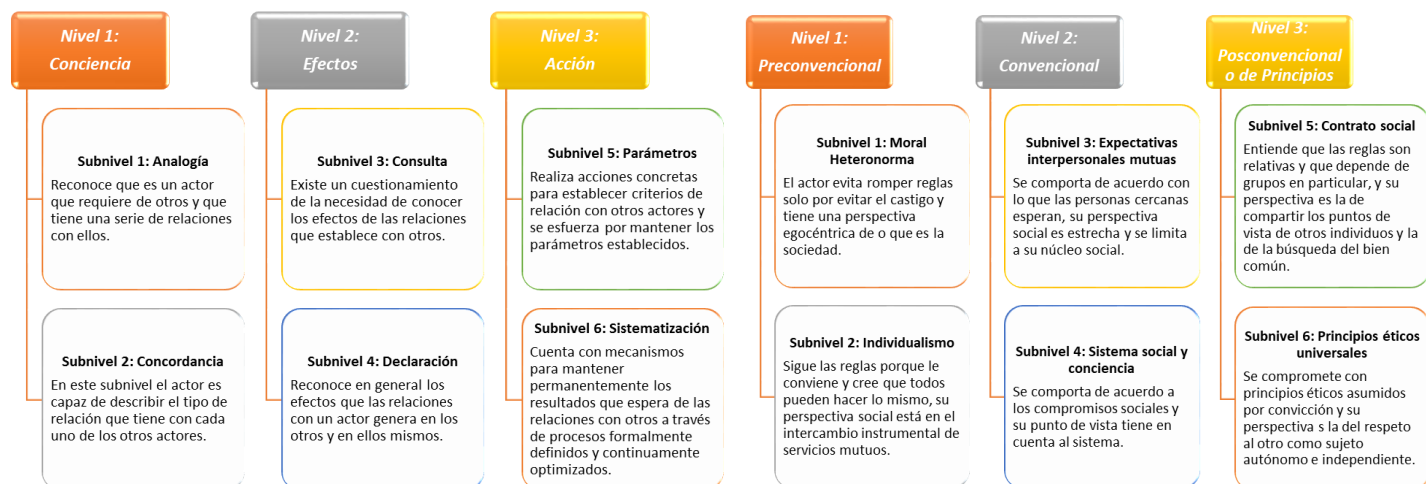 Nivel 1:
Conciencia
Subnivel 1: Analogía
Reconoce que es un actor
que requiere de otros y que
tiene una serie de relaciones
con ellos.
Subnivel 2: Concordancia
En este subnivel el actor es
capaz de describir el tipo de
relación que tiene con cada
uno de los otros actores.
Nivel 2:
Efectos
Subnivel 3: Consulta
Existe un cuestionamiento
de la necesidad de conocer
los efectos de las relaciones
que establece con otros.
Subnivel 4: Declaración
Reconoce en general los
efectos que las relaciones
con un actor genera en los
otros y en ellos mismos.
Nivel 3:
Acción
Subnivel 5: Parámetros
Realiza acciones concretas
para establecer criterios de
relación con otros actores y
se esfuerza por mantener los
parámetros establecidos.
Subnivel 6: Sistematización
Cuenta con mecanismos
para mantener
permanentemente los
resultados que espera de las
relaciones con otros a través
de procesos formalmente
definidos y continuamente
optimizados.
Nivel 1:
Preconvencional
Subnivel 1: Moral
Heteronorma
El actor evita romper reglas
solo por evitar el castigo y
tiene una perspectiva
egocéntrica de o que es la
sociedad.
Subnivel 2: Individualismo
Sigue las reglas porque le
conviene y cree que todos
pueden hacer lo mismo, su
perspectiva social está en el
intercambio instrumental de
servicios mutuos.
Nivel 2:
Convencional
Subnivel 3: Expectativas
interpersonales mutuas
Se comporta de acuerdo con
lo que las personas cercanas
esperan, su perspectiva
social es estrecha y se limita
a su núcleo social.
Subnivel 4: Sistema social y
conciencia
Se comporta de acuerdo a
los compromisos sociales y
su punto de vista tiene en
cuenta al sistema.
Nivel 3:
Posconvencional
o de Principios
Subnivel 5: Contrato social
Entiende que las reglas son
relativas y que depende de
grupos en particular, y su
perspectiva es la de
compartir los puntos de
vista de otros individuos y la
de la búsqueda del bien
común.
Subnivel 6: Principios éticos
universales
Se compromete con
principios éticos asumidos
por convicción y su
perspectiva s la del respeto
al otro como sujeto
autónomo e independiente.